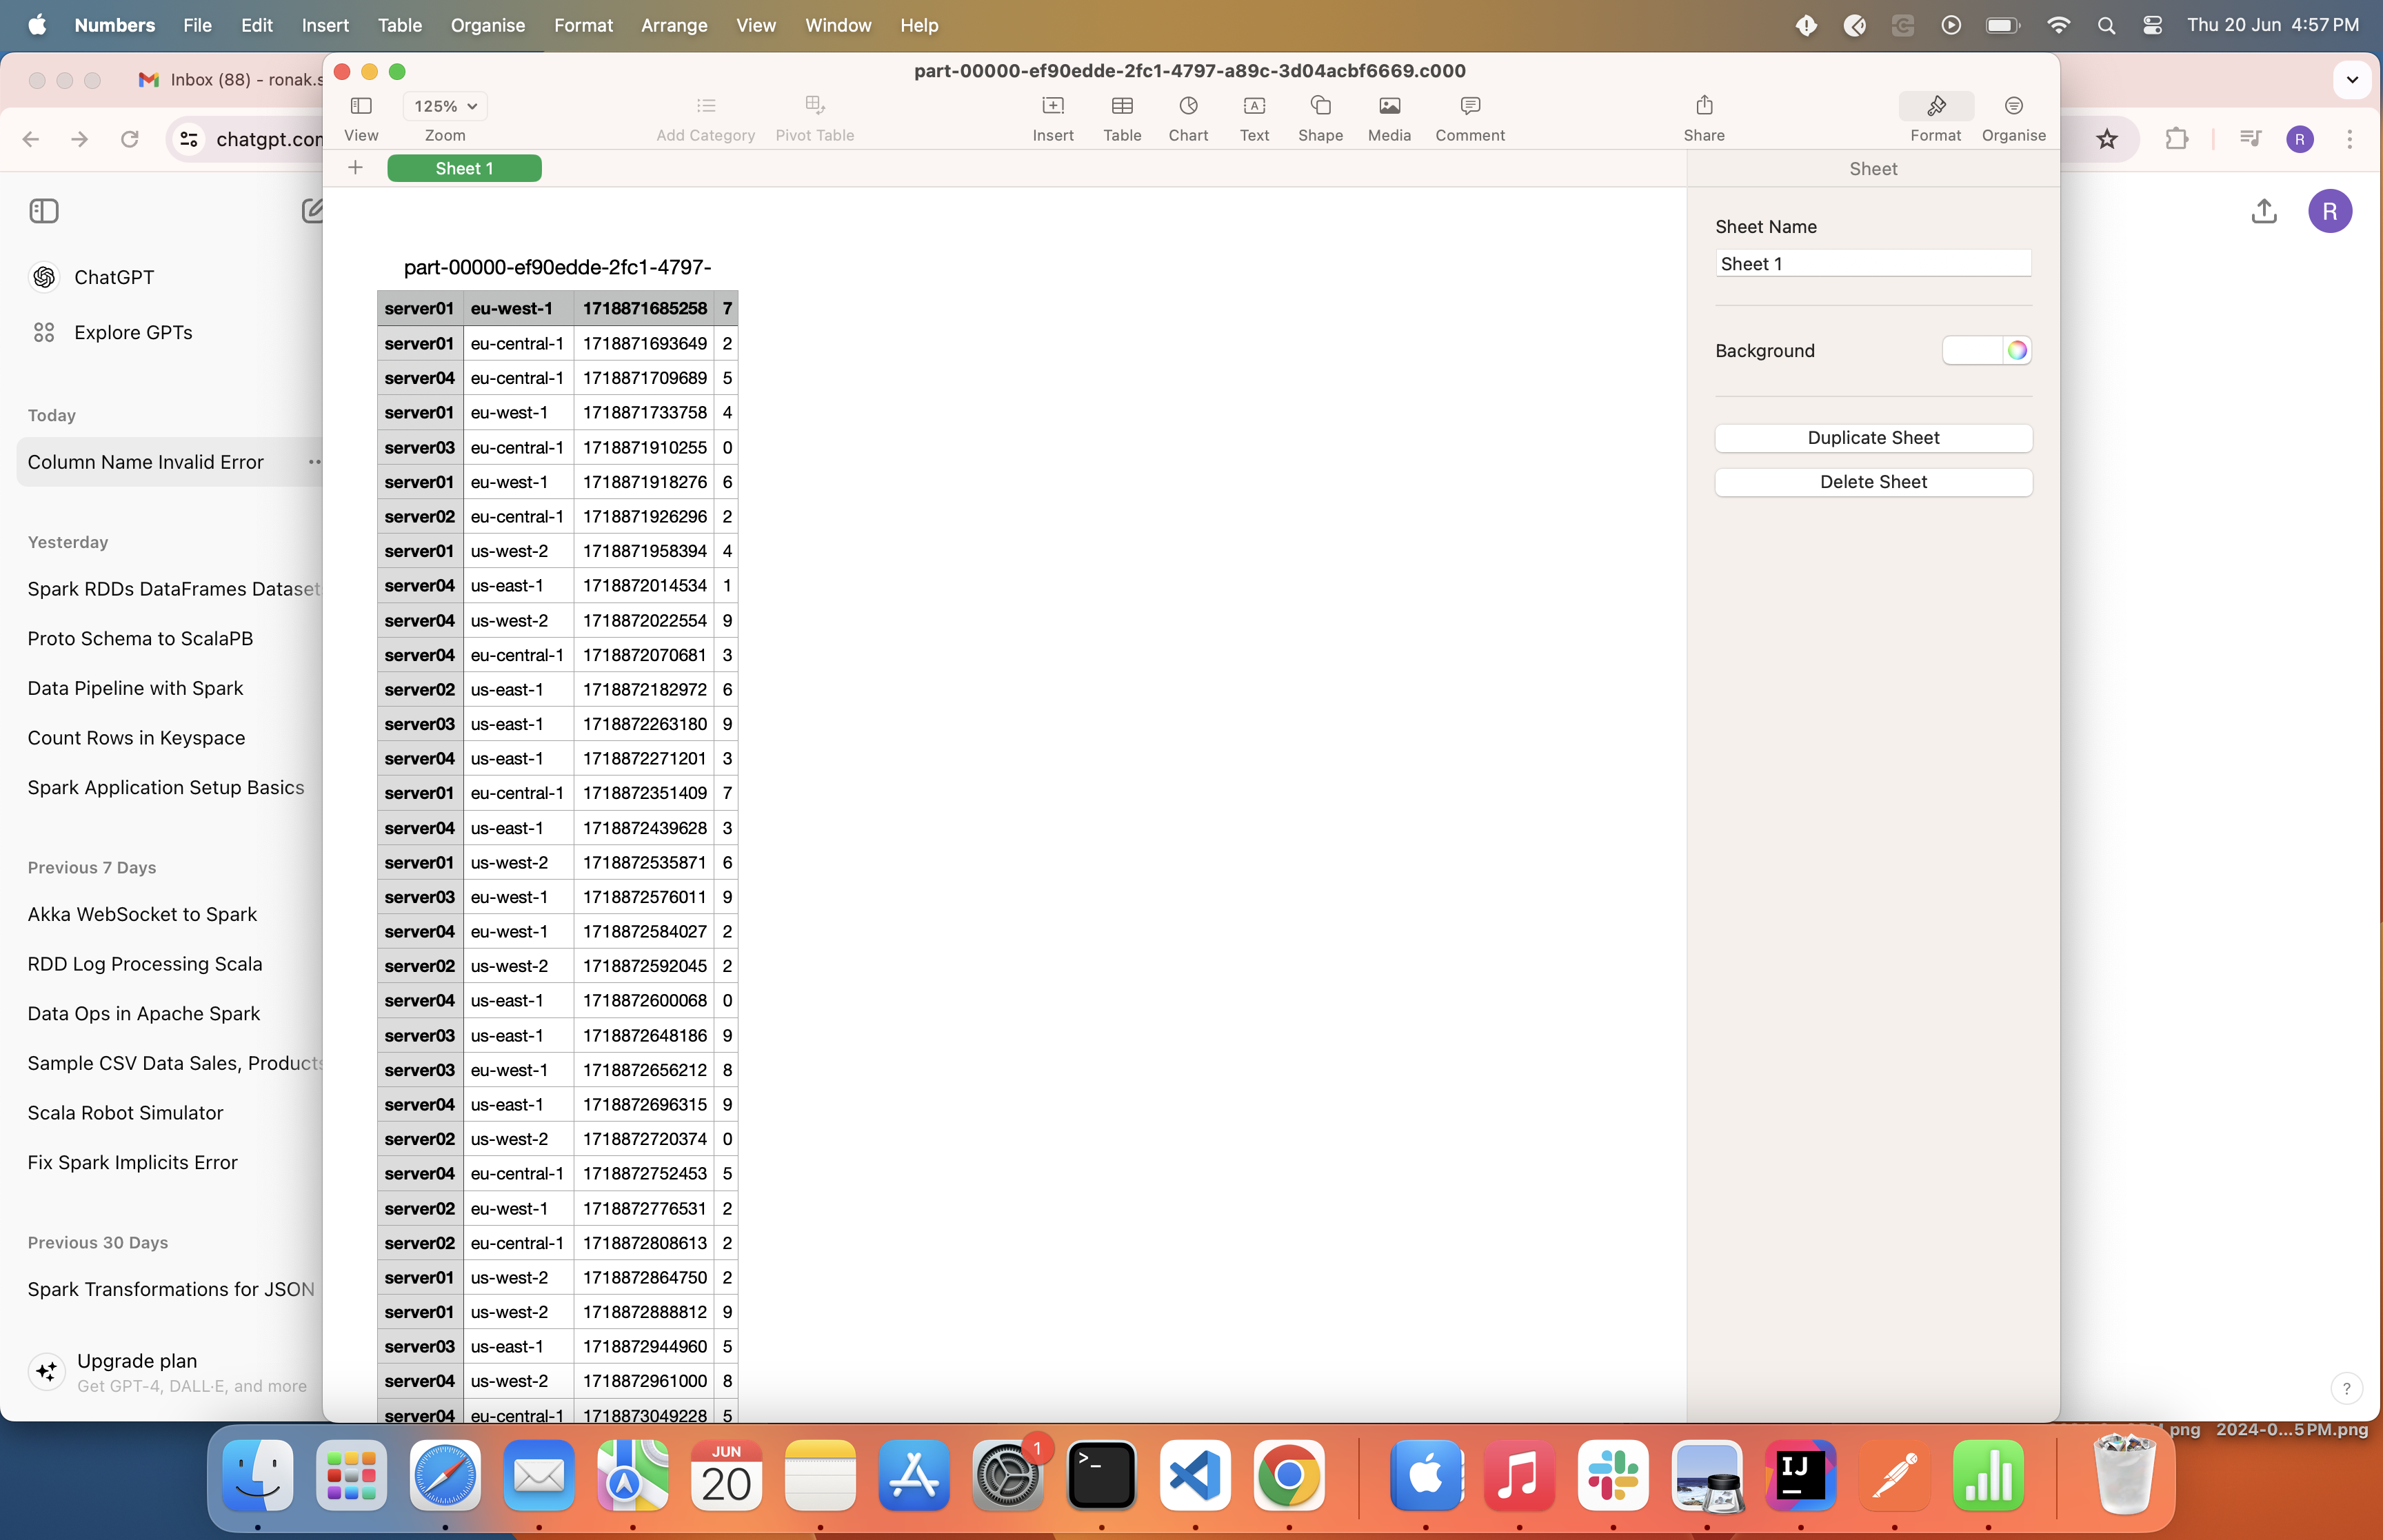 Numbers File Edit Insert Table Organise Format Arrange View Window Help Thu 20 Jun 4:57 PM
Inbox (88) - ronak.s
part-00000-ef90edde-2fc1-4797-a89c-3d04acbf6669.c000
chatgpt.com
125%
View Zoom Add Category Pivot Table Insert Table Chart Text Shape Media Comment Share Format Organise
R
Sheet 1
Sheet
ChatGPT
Explore GPTs
Today
Column Name Invalid Error
Yesterday
Spark RDDs DataFrames Dataset
Proto Schema to ScalaPB
Data Pipeline with Spark
Count Rows in Keyspace
Spark Application Setup Basics
Previous 7 Days
Akka WebSocket to Spark
RDD Log Processing Scala
Data Ops in Apache Spark
Sample CSV Data Sales, Products
Scala Robot Simulator
Fix Spark Implicits Error
Previous 30 Days
Spark Transformations for JSON
Upgrade plan
Get GPT-4, DALL·E, and more
part-00000-ef90edde-2fc1-4797-
server01 eu-west-1 1718871685258 7
server01 eu-central-1 1718871693649 2
server04 eu-central-1 1718871709689 5
server01 eu-west-1 1718871733758 4
server03 eu-central-1 1718871910255 0
server01 eu-west-1 1718871918276 6
server02 eu-central-1 1718871926296 2
server01 us-west-2 1718871958394 4
server04 us-east-1 1718872014534 1
server04 us-west-2 1718872022554 9
server04 eu-central-1 1718872070681 3
server02 us-east-1 1718872182972 6
server03 us-east-1 1718872263180 9
server04 us-east-1 1718872271201 3
server01 eu-central-1 1718872351409 7
server04 us-east-1 1718872439628 3
server01 us-west-2 1718872535871 6
server03 eu-west-1 1718872576011 9
server04 eu-west-1 1718872584027 2
server02 us-west-2 1718872592045 2
server04 us-east-1 1718872600068 0
server03 us-east-1 1718872648186 9
server03 eu-west-1 1718872656212 8
server04 us-east-1 1718872696315 9
server02 us-west-2 1718872720374 0
server04 eu-central-1 1718872752453 5
server02 eu-west-1 1718872776531 2
server02 eu-central-1 1718872808613 2
server01 us-west-2 1718872864750 2
server01 us-west-2 1718872888812 9
server03 us-east-1 1718872944960 5
server04 us-west-2 1718872961000 8
server04 eu-central-1 1718873049228 5
Sheet Name
Sheet 1
Background
Duplicate Sheet
Delete Sheet
R
?
png 2024-0...5 PM.png
JUN
20
1
>_
IJ